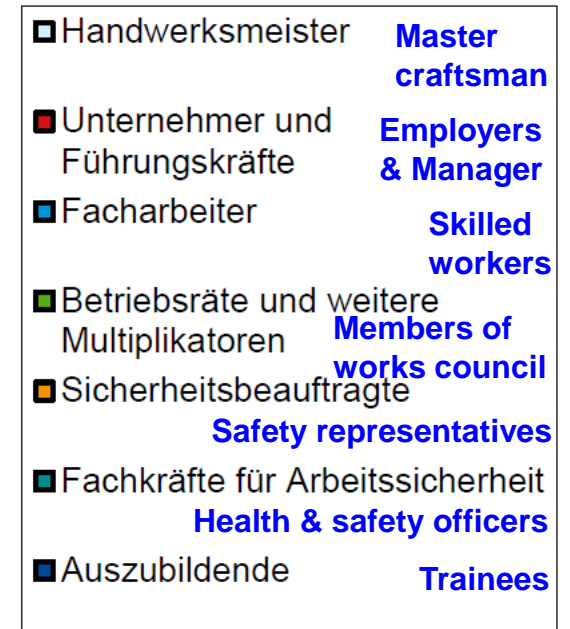 Handwerksmeister
Master
craftsman
Unternehmer und
Führungskräfte
Employers
& Manager
Facharbeiter
Skilled
workers
Betriebsräte und weitere
Multiplikatoren
Members of
works council
Sicherheitsbeauftragte
Safety representatives
Fachkräfte für Arbeitssicherheit
Health & safety officers
Auszubildende
Trainees